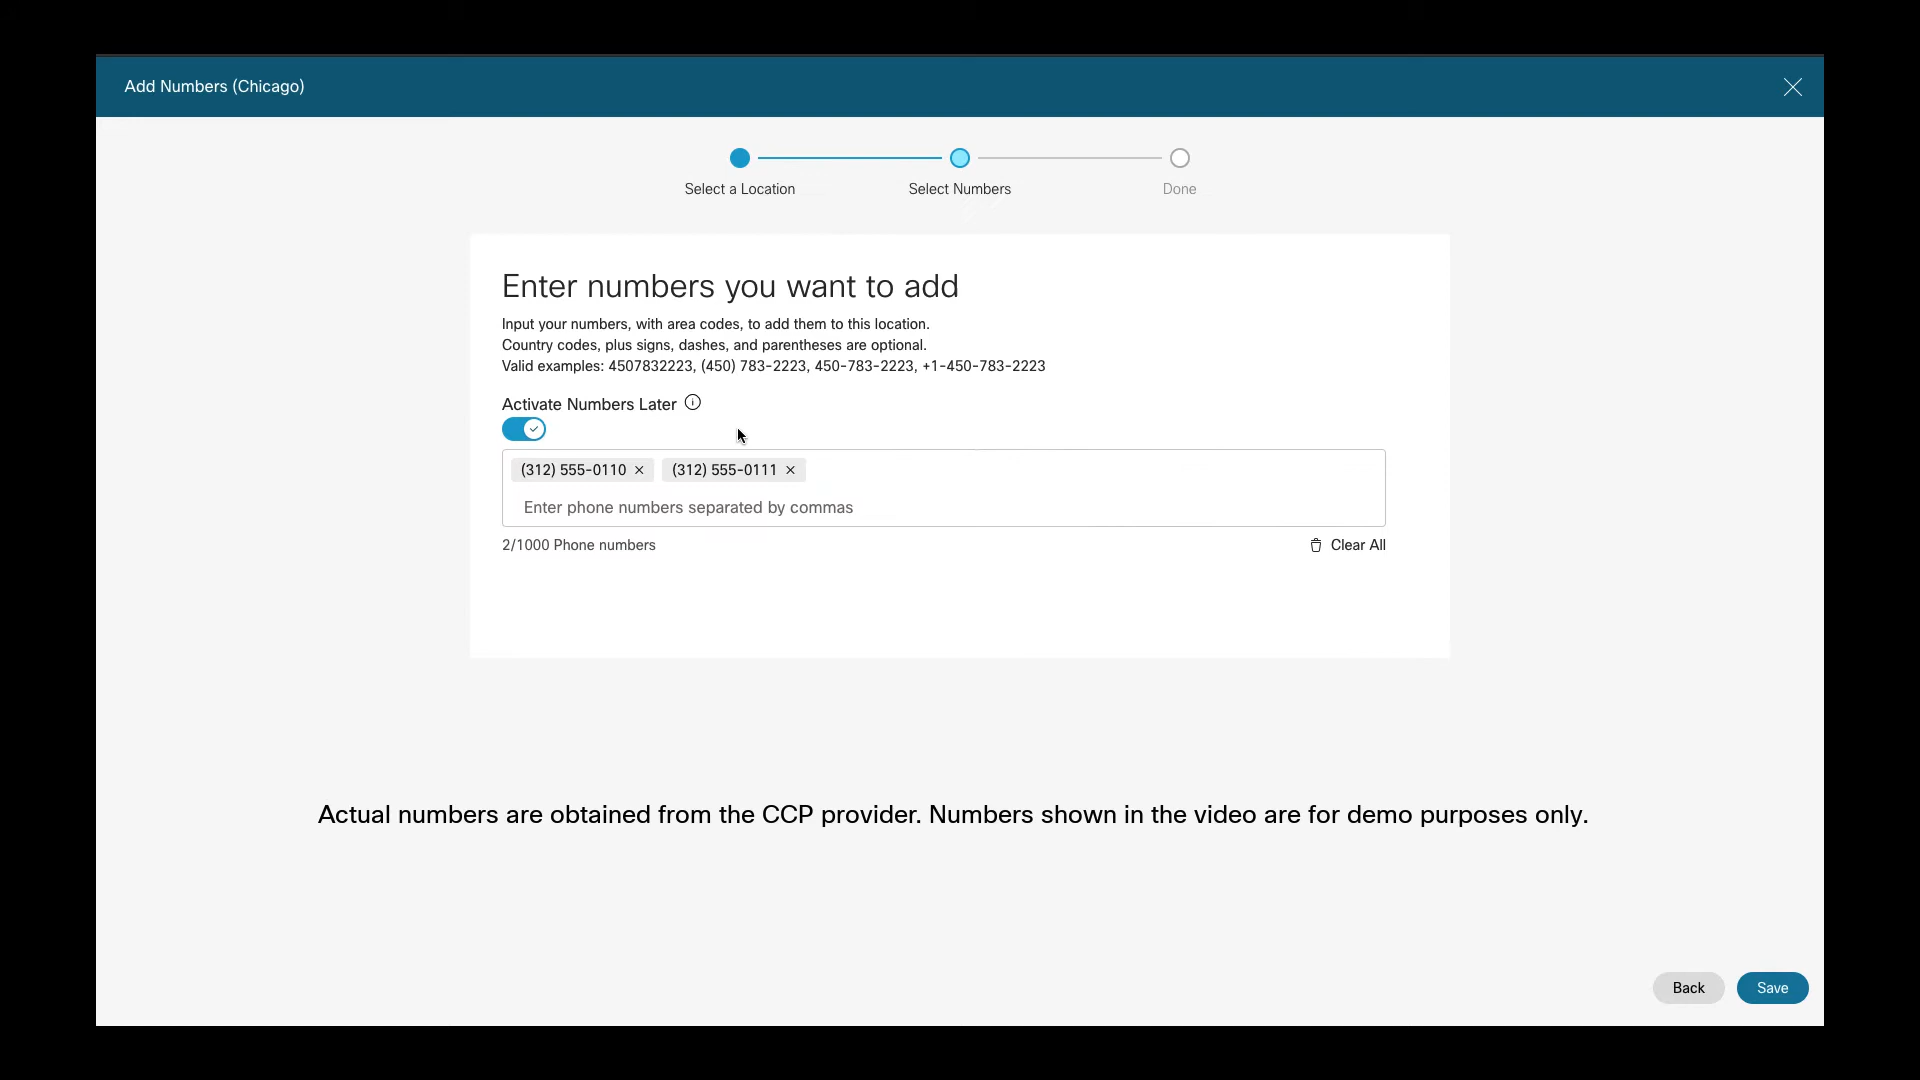 Add Numbers (Chicago)
Select a Location
Select Numbers
Done
Enter numbers you want to add
Input your numbers, with area codes, to add them to this location.
Country codes, plus signs, dashes, and parentheses are optional.
Valid examples: 4507832223, (450) 783-2223, 450-783-2223, +1-450-783-2223
Activate Numbers Later
(312) 555-0110
(312) 555-0111
Enter phone numbers separated by commas
2/1000 Phone numbers
Clear All
Actual numbers are obtained from the CCP provider. Numbers shown in the video are for demo purposes only.
Back
Save